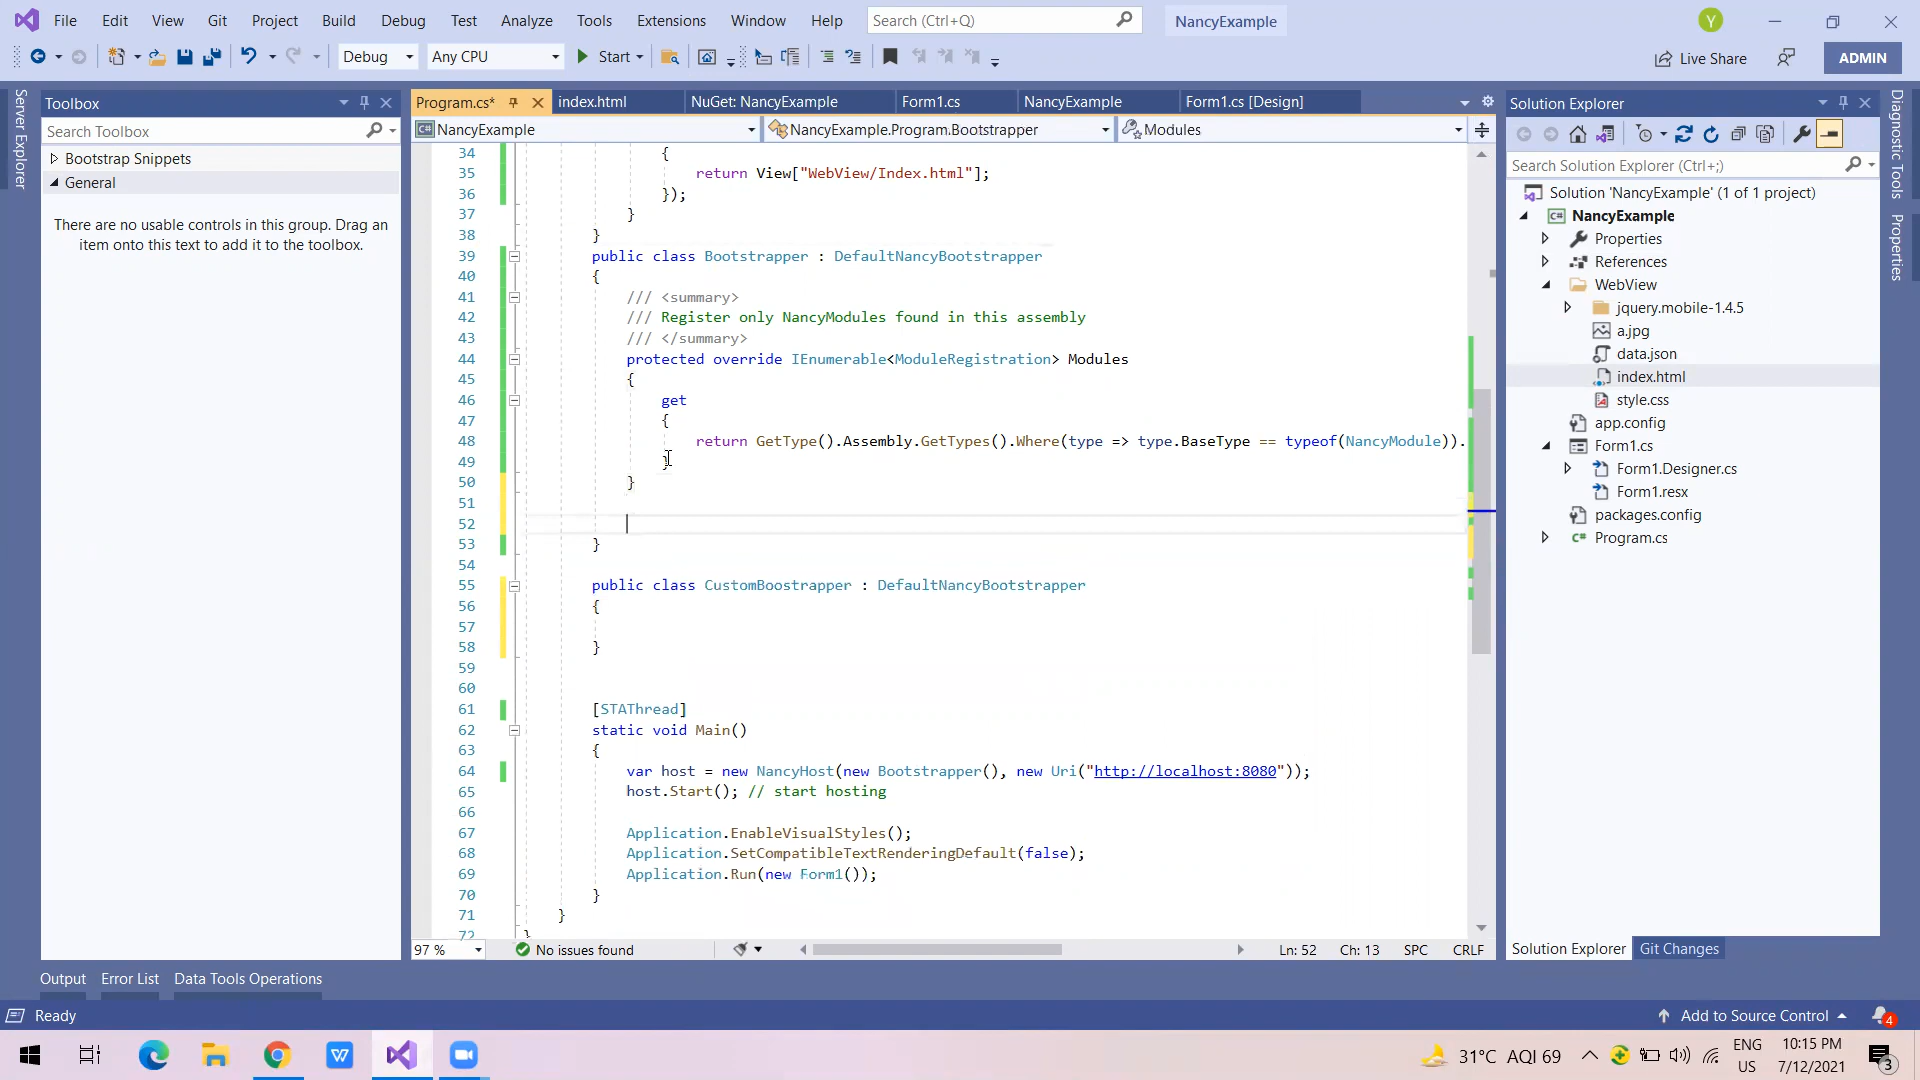 File Edit View Git Project Build Debug Test Analyze Tools Extensions Window Help Search (Ctrl+Q) NancyExample Y
Debug Any CPU Start Live Share ADMIN
Server Explorer
Toolbox
Search Toolbox
Bootstrap Snippets
General
There are no usable controls in this group. Drag an
item onto this text to add it to the toolbox.
Program.cs* index.html NuGet: NancyExample Form1.cs NancyExample Form1.cs [Design]
NancyExample NancyExample.Program.Bootstrapper Modules
34 {
35 return View["WebView/Index.html"];
36 });
37 }
38 }
39 public class Bootstrapper : DefaultNancyBootstrapper
40 {
41 /// <summary>
42 /// Register only NancyModules found in this assembly
43 /// </summary>
44 protected override IEnumerable<ModuleRegistration> Modules
45 {
46 get
47 {
48 return GetType().Assembly.GetTypes().Where(type => type.BaseType == typeof(NancyModule)).
49 }
50 }
51
52
53 }
54
55 public class CustomBoostrapper : DefaultNancyBootstrapper
56 {
57
58 }
59
60
61 [STAThread]
62 static void Main()
63 {
64 var host = new NancyHost(new Bootstrapper(), new Uri("http://localhost:8080"));
65 host.Start(); // start hosting
66
67 Application.EnableVisualStyles();
68 Application.SetCompatibleTextRenderingDefault(false);
69 Application.Run(new Form1());
70 }
71 }
72 }
97 % No issues found Ln: 52 Ch: 13 SPC CRLF
Solution Explorer
Search Solution Explorer (Ctrl+;)
Solution 'NancyExample' (1 of 1 project)
NancyExample
Properties
References
WebView
jquery.mobile-1.4.5
a.jpg
data.json
index.html
style.css
app.config
Form1.cs
Form1.Designer.cs
Form1.resx
packages.config
Program.cs
Solution Explorer Git Changes
Diagnostic Tools
Properties
Output Error List Data Tools Operations
Ready Add to Source Control 4
31°C AQI 69 ENG 10:15 PM
US 7/12/2021 3